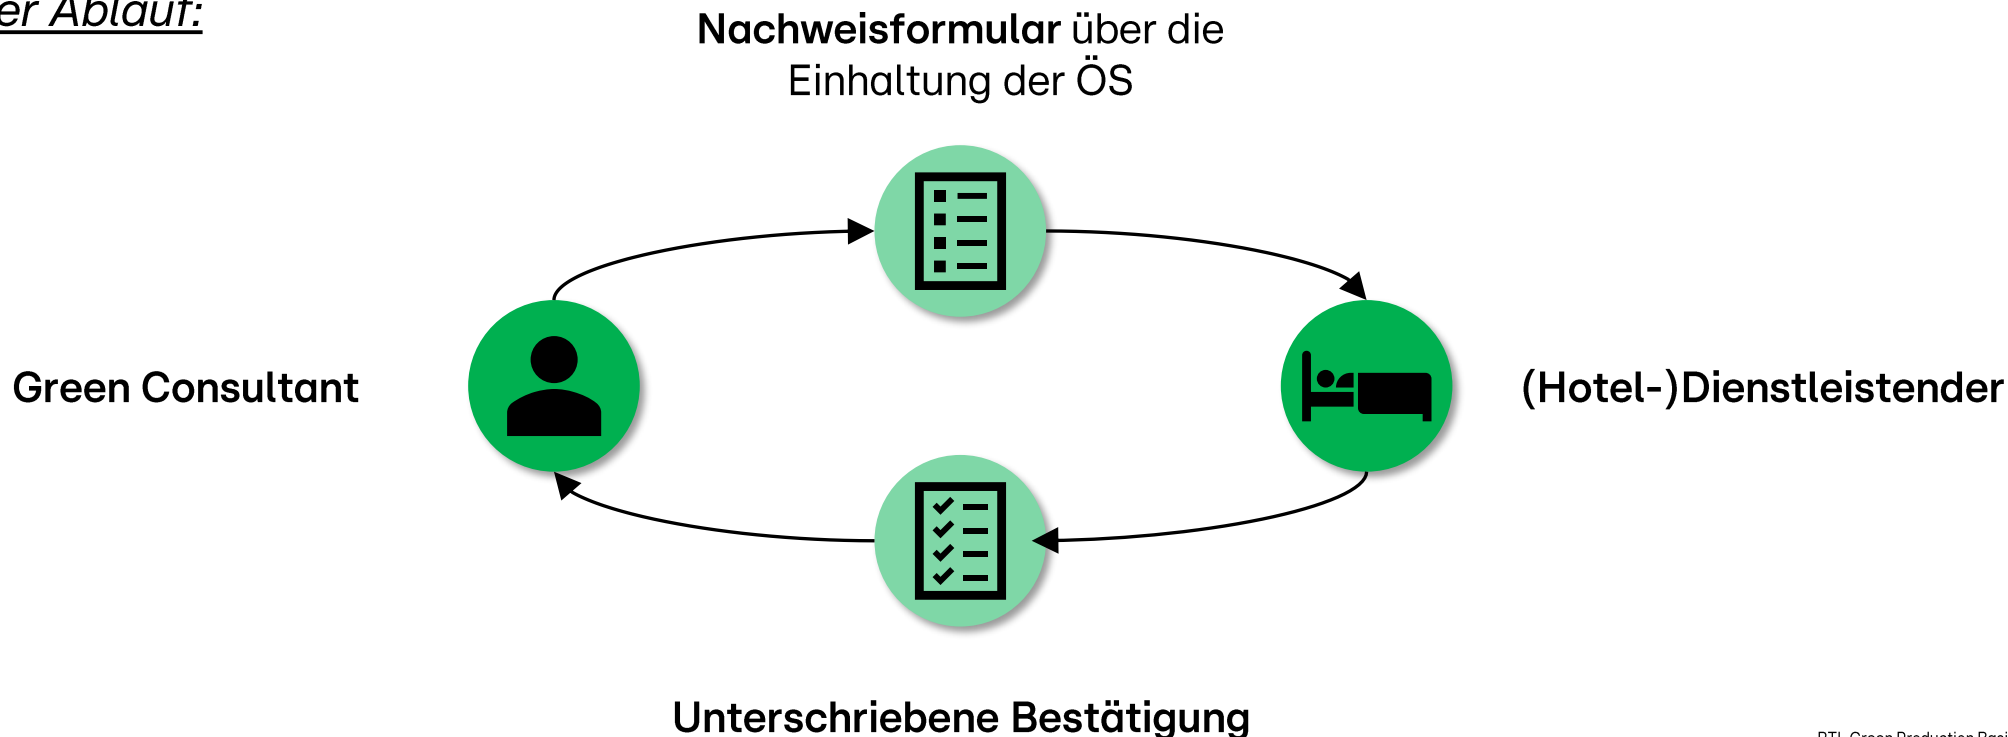 er Ablauf:
Nachweisformular über die
Einhaltung der ÖS
Green Consultant
(Hotel-)Dienstleistender
Unterschriebene Bestätigung